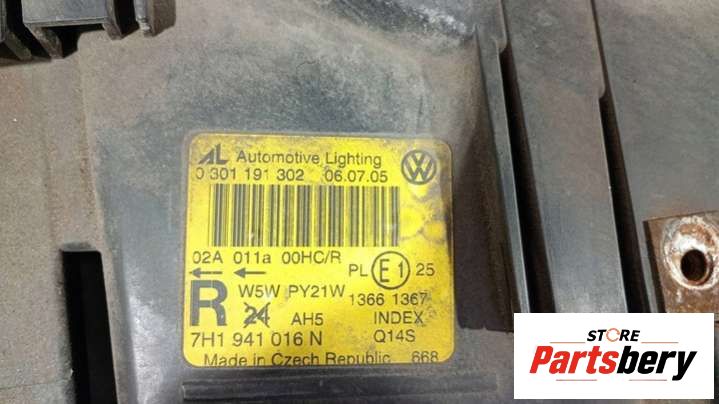 AL Automotive Lighting
0 301 191 302 06.07.05
02A 011a 00HC/R
PL E1 25
R W5W PY21W 1366 1367
24 AH5 INDEX
7H1 941 016 N Q14S
Made in Czech Republic 668
STORE
Partsbery